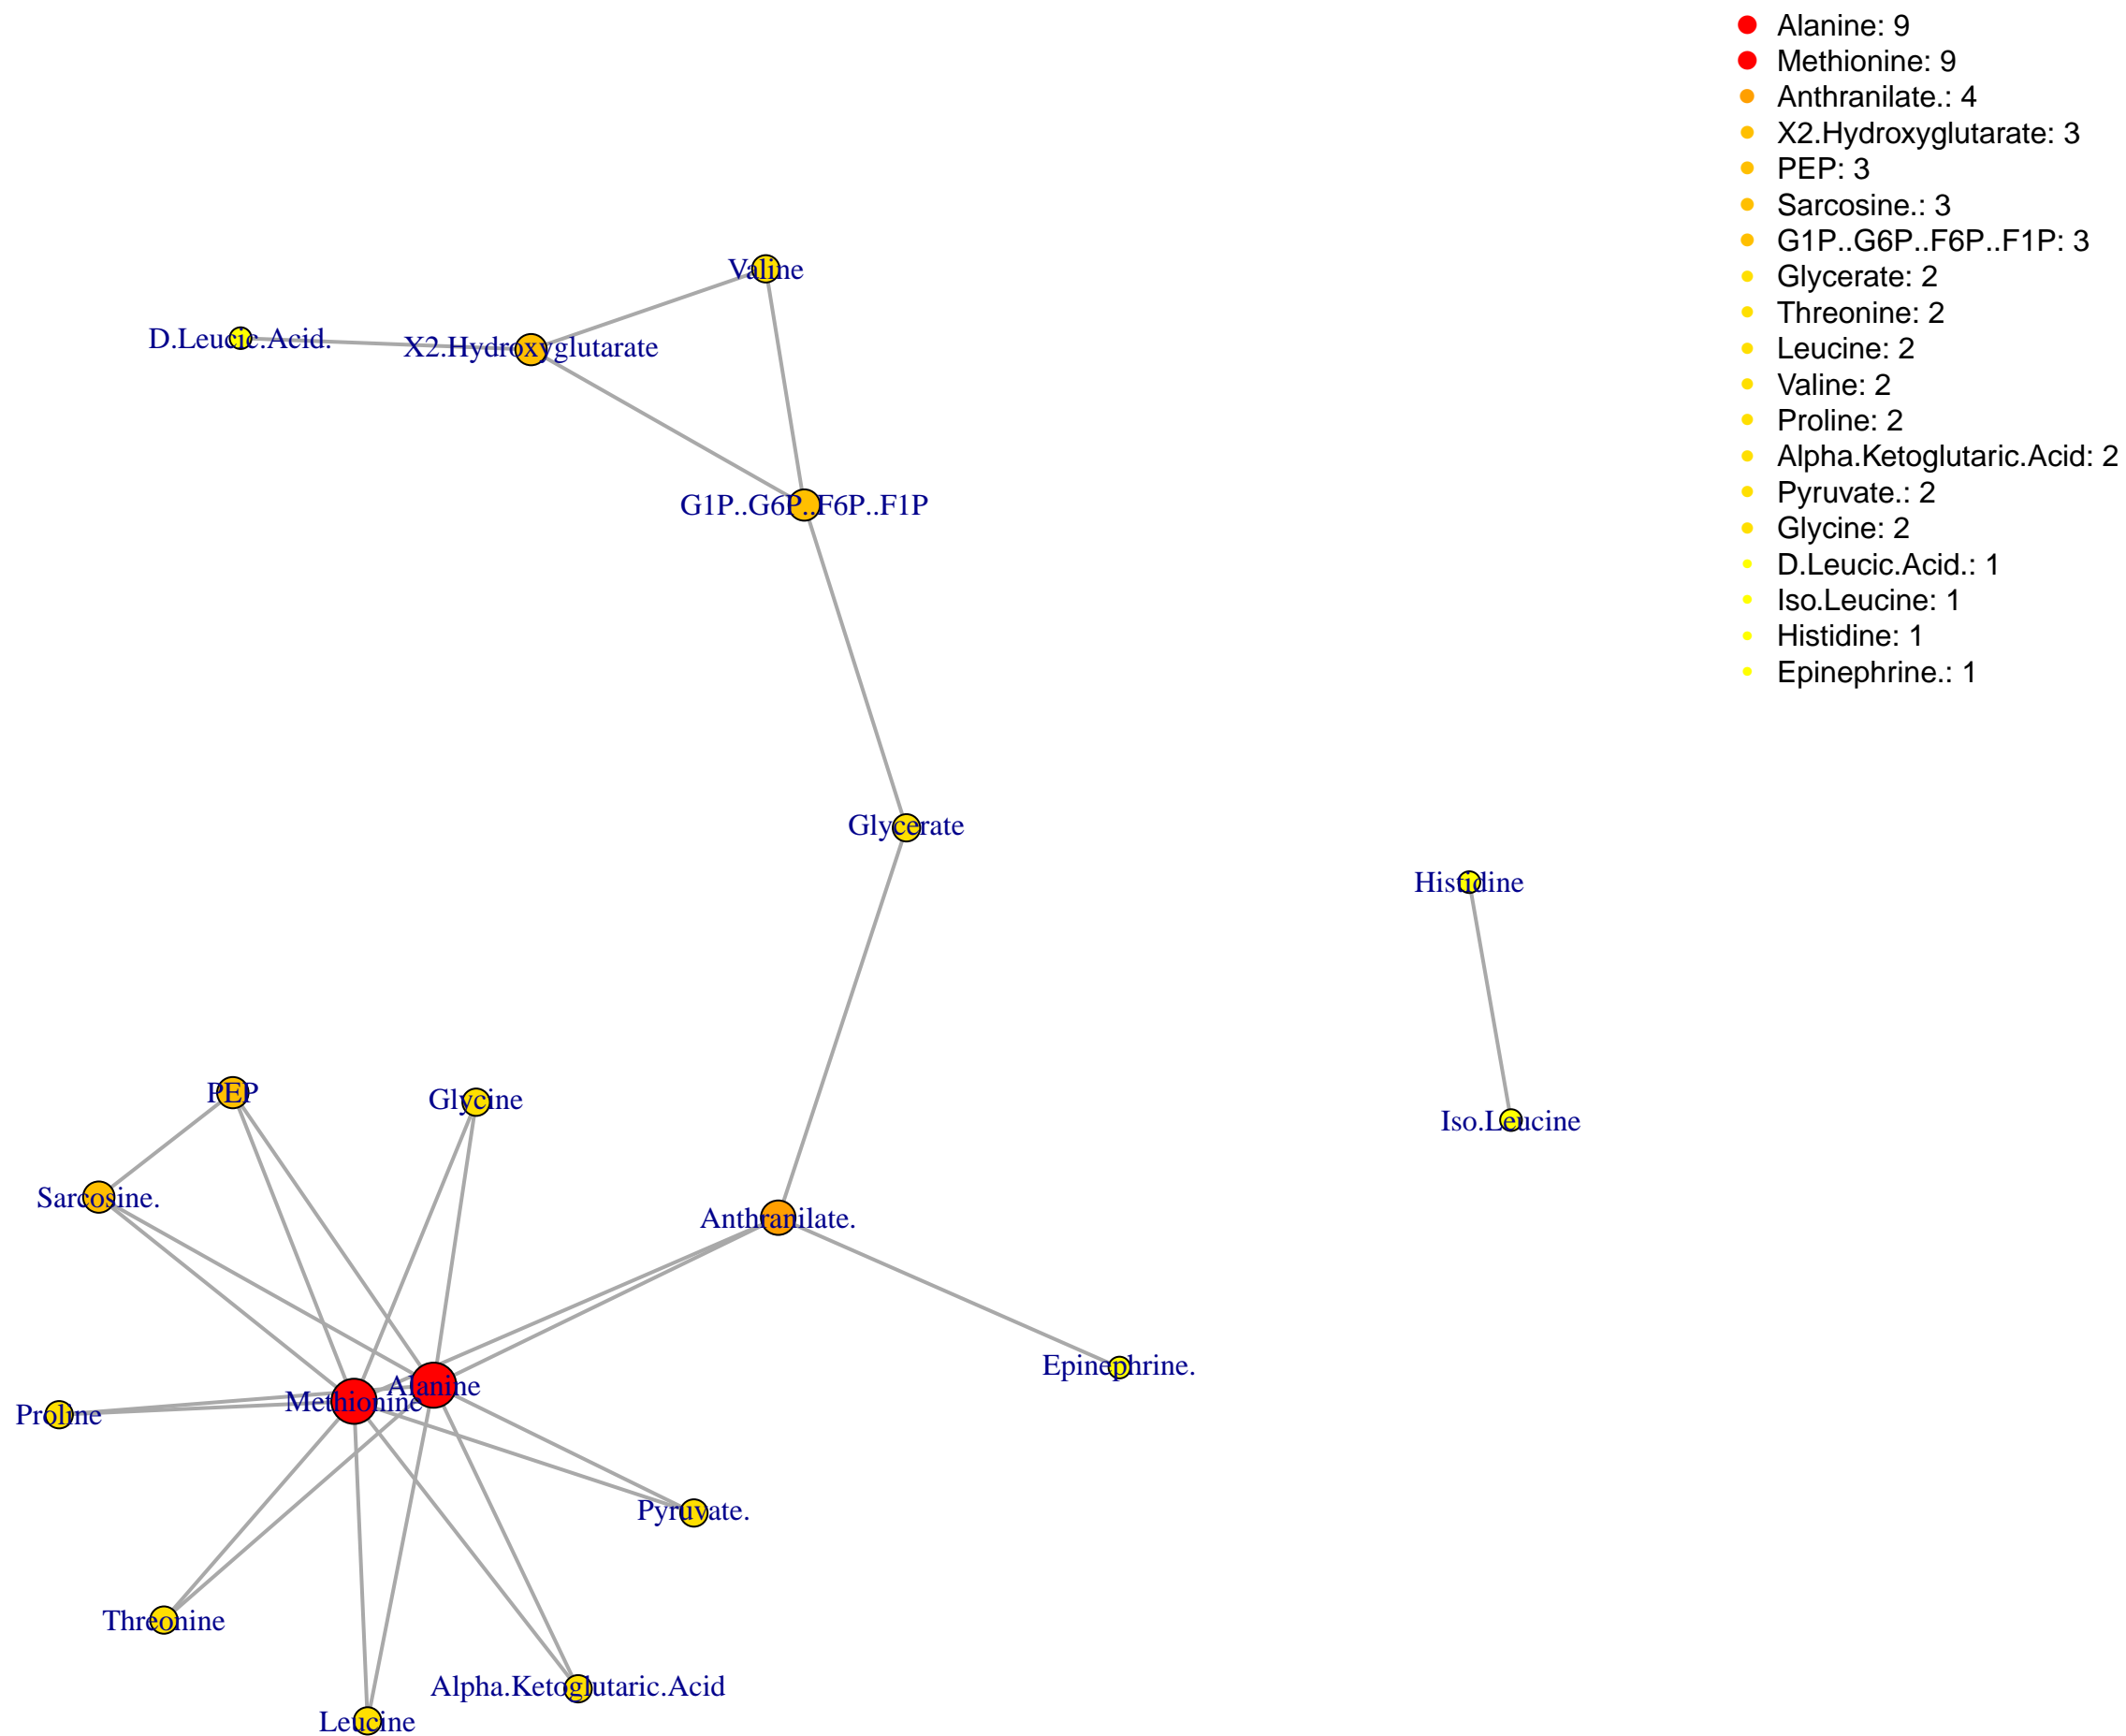 Alanine: 9
Methionine: 9
Anthranilate.: 4
X2.Hydroxyglutarate: 3
PEP: 3
Sarcosine.: 3
G1P..G6P..F6P..F1P: 3
Glycerate: 2
Threonine: 2
Leucine: 2
Valine: 2
Proline: 2
Alpha.Ketoglutaric.Acid: 2
Pyruvate.: 2
Glycine: 2
D.Leucic.Acid.: 1
Iso.Leucine: 1
Histidine: 1
Epinephrine.: 1
Valine
D.Leucic.Acid.
X2.Hydroxyglutarate
G1P..G6P..F6P..F1P
Glycerate
Histidine
PEP
Glycine
Iso.Leucine
Sarcosine.
Anthranilate.
Epinephrine.
Alanine
Methionine
Proline
Pyruvate.
Threonine
Alpha.Ketoglutaric.Acid
Leucine